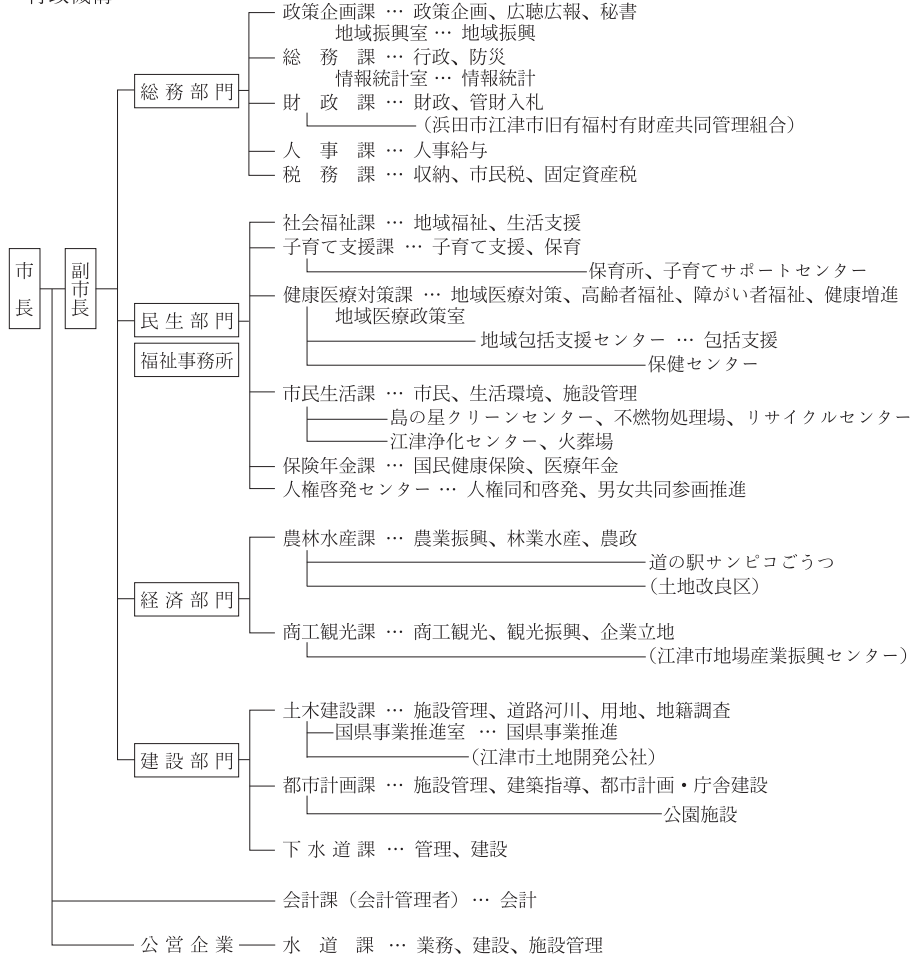 行政機構
政策企画課 … 政策企画、広聴広報、秘書
地域振興室 … 地域振興
総務課 … 行政、防災
情報統計室 … 情報統計
総務部門
財政課 … 財政、管財入札
（浜田市江津市旧有福村有財産共同管理組合）
人事課 … 人事給与
税務課 … 収納、市民税、固定資産税
市長
副市長
社会福祉課 … 地域福祉、生活支援
子育て支援課 … 子育て支援、保育
保育所、子育てサポートセンター
健康医療対策課 … 地域医療対策、高齢者福祉、障がい者福祉、健康増進
地域医療政策室
民生部門
福祉事務所
地域包括支援センター … 包括支援
保健センター
市民生活課 … 市民、生活環境、施設管理
島の星クリーンセンター、不燃物処理場、リサイクルセンター
江津浄化センター、火葬場
保険年金課 … 国民健康保険、医療年金
人権啓発センター … 人権同和啓発、男女共同参画推進
農林水産課 … 農業振興、林業水産、農政
道の駅サンピコごうつ
（土地改良区）
経済部門
商工観光課 … 商工観光、観光振興、企業立地
（江津市地場産業振興センター）
土木建設課 … 施設管理、道路河川、用地、地籍調査
国県事業推進室 … 国県事業推進
（江津市土地開発公社）
建設部門
都市計画課 … 施設管理、建築指導、都市計画・庁舎建設
公園施設
下水道課 … 管理、建設
会計課（会計管理者）… 会計
公営企業
水道課 … 業務、建設、施設管理